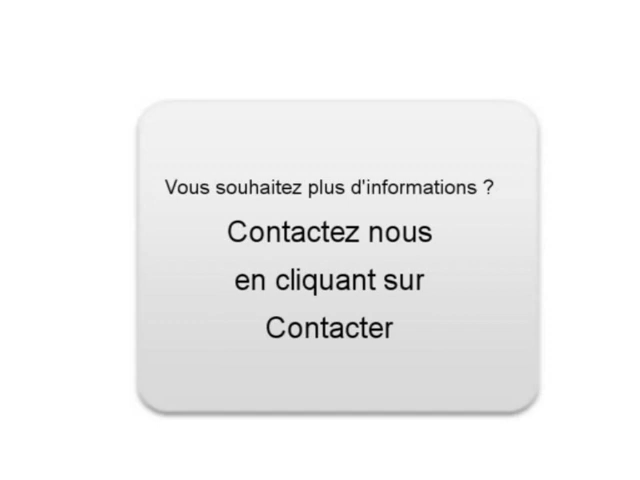 Vous souhaitez plus d'informations ?
Contactez nous
en cliquant sur
Contacter